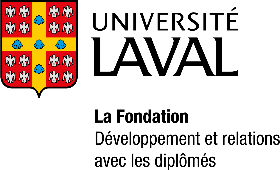 UNIVERSITÉ
LAVAL
La Fondation
Développement et relations
avec les diplômés